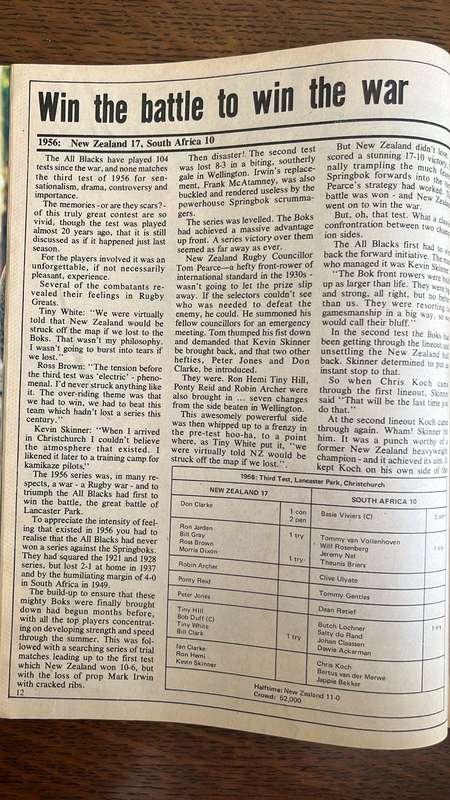 Win the battle to win the war
1956: New Zealand 17, South Africa 10
The All Blacks have played 104
tests since the war, and none matches
the third test of 1956 for sen-
sationalism, drama, controversy and
importance.
The memories - or are they scars? -
of this truly great contest are so
vivid, though the test was played
almost 20 years ago, that it is still
discussed as if it happened just last
season.
For the players involved it was an
unforgettable, if not necessarily
pleasant, experience.
Several of the combatants re-
vealed their feelings in Rugby
Greats.
Tiny White: "We were virtually
told that New Zealand would be
struck off the map if we lost to the
Boks. That wasn't my philosophy.
I wasn't going to burst into tears if
we lost."
Ross Brown: "The tension before
the third test was 'electric' - pheno-
menal. I'd never struck anything like
it. The over-riding theme was that
we had to win, we had to beat this
team which hadn't lost a series this
century."
Kevin Skinner: "When I arrived
in Christchurch I couldn't believe
the atmosphere that existed. I
likened it later to a training camp for
kamikaze pilots."
The 1956 series was, in many re-
spects, a war - a Rugby war - and to
triumph the All Blacks had first to
win the battle, the great battle of
Lancaster Park.
To appreciate the intensity of feel-
ing that existed in 1956 you had to
realise that the All Blacks had never
won a series against the Springboks.
They had squared the 1921 and 1928
series, but lost 2-1 at home in 1937
and by the humiliating margin of 4-0
in South Africa in 1949.
The build-up to ensure that these
mighty Boks were finally brought
down had begun months before,
with all the top players concentrat-
ing on developing strength and speed
through the summer. This was fol-
lowed with a searching series of trial
matches leading up to the first test
which New Zealand won 10-6, but
with the loss of prop Mark Irwin
with cracked ribs.
12
Then disaster! The second test
was lost 8-3 in a biting, southerly
gale in Wellington. Irwin's replace-
ment, Frank McAtamney, was also
buckled and rendered useless by the
powerhouse Springbok scrumma-
gers.
The series was levelled. The Boks
had achieved a massive advantage
up front. A series victory over them
seemed as far away as ever.
New Zealand Rugby Councillor
Tom Pearce—a hefty front-rower of
international standard in the 1930s -
wasn't going to let the prize slip
away. If the selectors couldn't see
who was needed to defeat the
enemy, he could. He summoned his
fellow councillors for an emergency
meeting. Tom thumped his fist down
and demanded that Kevin Skinner
be brought back, and that two other
hefties, Peter Jones and Don
Clarke, be introduced.
They were. Ron Hemi Tiny Hill,
Ponty Reid and Robin Archer were
also brought in ... seven changes
from the side beaten in Wellington.
This awesomely powererful side
was then whipped up to a frenzy in
the pre-test hoo-ha, to a point
where, as Tiny White put it, "we
were virtually told NZ would be
struck off the map if we lost".
But New Zealand didn't
scored a stunning 17-10 victory,
nally trampling the much
Springbok forwards into the
Pearce's strategy had worked.
battle was won - and New
went on to win the war.
But, oh, that test. What a
confrontation between two
ion sides.
The All Blacks first had to
back the forward initiative. The
who managed it was Kevin
"The Bok front rowers were
up as larger than life. They were
and strong, all right, but no
than us. They were resorting
gamesmanship in a big way, so
would call their bluff."
In the second test the Boks had
been getting through the lineout
unsettling the New Zealand
back. Skinner determined to put an
instant stop to that.
So when Chris Koch came
through the first lineout, Skinner
said "That will be the last time you
do that."
At the second lineout Koch came
through again. Wham! Skinner
him. It was a punch worthy of a
former New Zealand heavyweight
champion - and it achieved its aim. It
kept Koch on his own side of the
1956: Third Test, Lancaster Park, Christchurch
NEW ZEALAND 17
SOUTH AFRICA 10
Don Clarke
1 con
2 pen
Basie Viviers (C)
Ron Jarden
1 try
Tommy van Vollenhoven
Bill Gray
Wilf Rosenberg
1 try
Ross Brown
Jeremy Nel
Morris Dixon
1 try
Theunis Briers
Robin Archer
Clive Ulyate
Ponty Reid
Tommy Gentles
Peter Jones
Daan Retief
Tiny Hill
Butch Lochner
1 try
Bob Duff (C)
Salty du Rand
Tiny White
Johan Claassen
Bill Clark
1 try
Dawie Ackerman
Ian Clarke
Chris Koch
Ron Hemi
Bertus van der Merwe
Kevin Skinner
Jaapie Bekker
Halftime: New Zealand 11-0
Crowd: 52,000